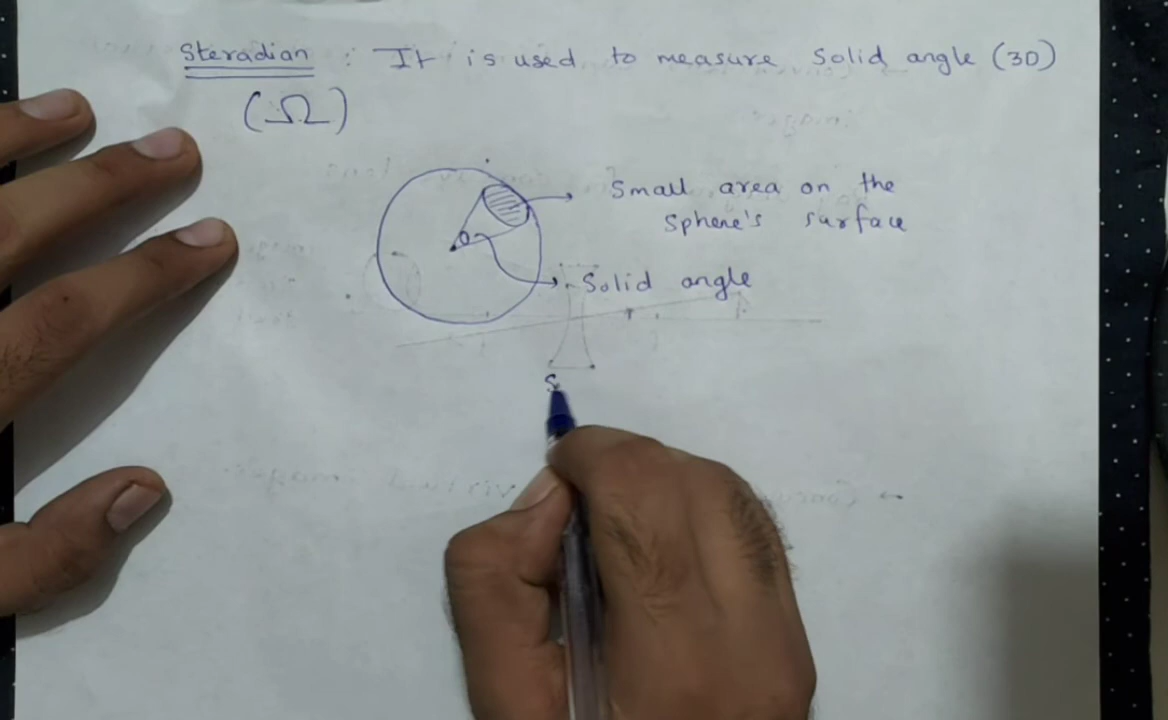 Steradian : It is used to measure Solid angle (3D)
(Ω)
Small area on the
Sphere's surface
Solid angle
S